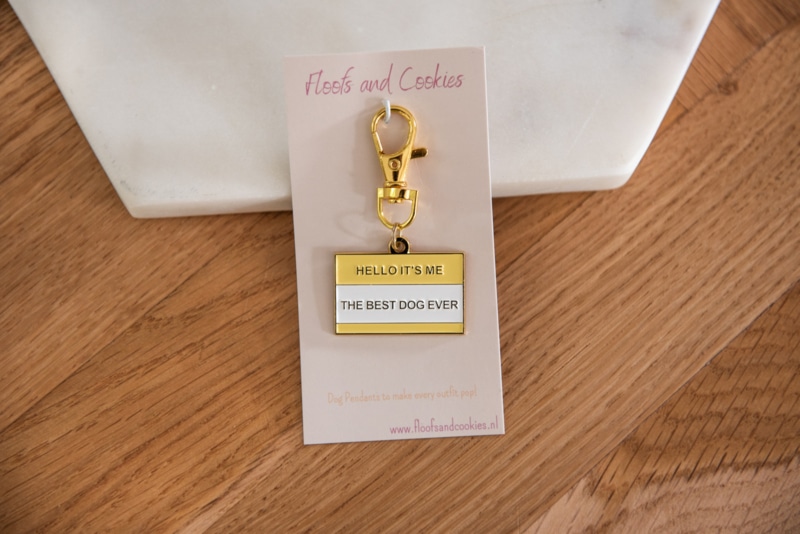 Floofs and Cookies
HELLO IT'S ME
THE BEST DOG EVER
Dog Pendants to make every outfit pop!
www.floofsandcookies.nl